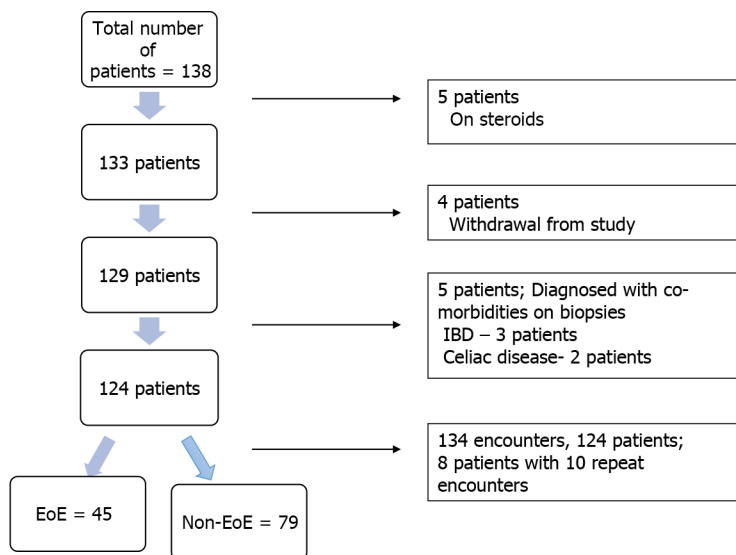 Total number
of
patients = 138
5 patients
On steroids
133 patients
4 patients
Withdrawal from study
129 patients
5 patients; Diagnosed with co-
morbidities on biopsies
IBD – 3 patients
Celiac disease- 2 patients
124 patients
134 encounters, 124 patients;
8 patients with 10 repeat
encounters
EoE = 45
Non-EoE = 79